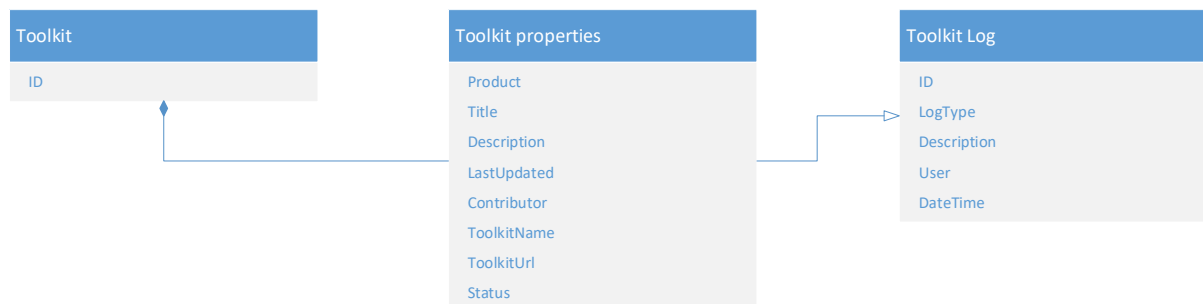 Toolkit
ID
Toolkit properties
Product
Title
Description
LastUpdated
Contributor
ToolkitName
ToolkitUrl
Status
Toolkit Log
ID
LogType
Description
User
DateTime